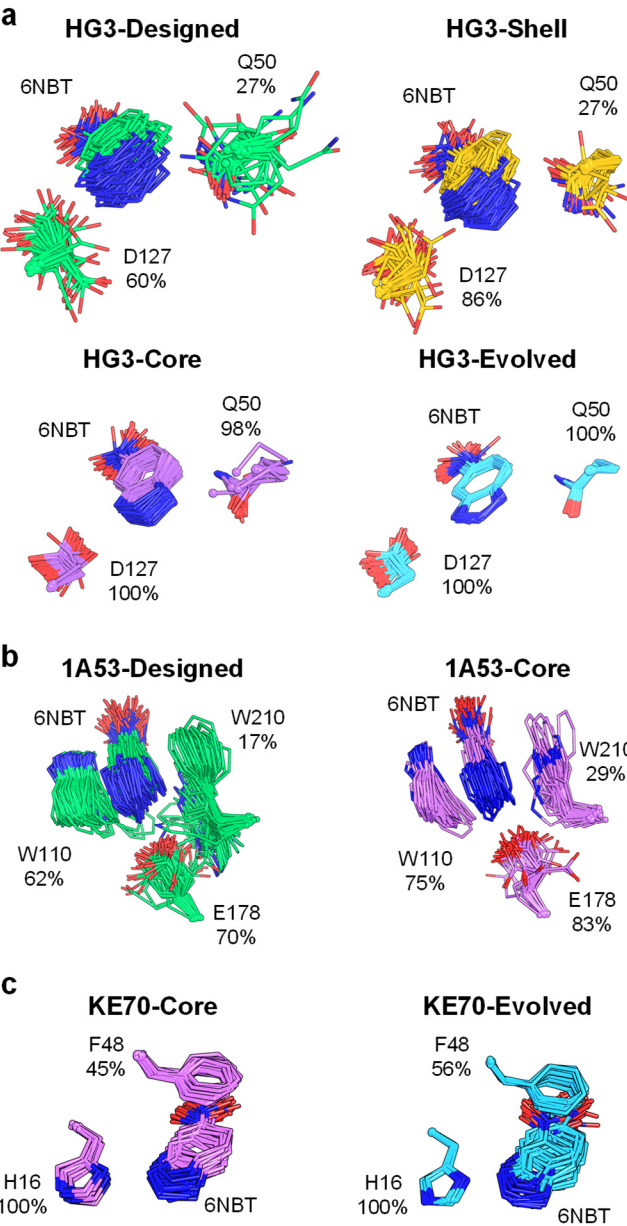 a
HG3-Designed
HG3-Shell
6NBT
Q50
27%
D127
60%
6NBT
Q50
27%
D127
86%
HG3-Core
HG3-Evolved
6NBT
Q50
98%
D127
100%
6NBT
Q50
100%
D127
100%
b
1A53-Designed
1A53-Core
6NBT
W210
17%
W110
62%
E178
70%
6NBT
W210
29%
W110
75%
E178
83%
c
KE70-Core
KE70-Evolved
F48
45%
H16
100%
6NBT
F48
56%
H16
100%
6NBT